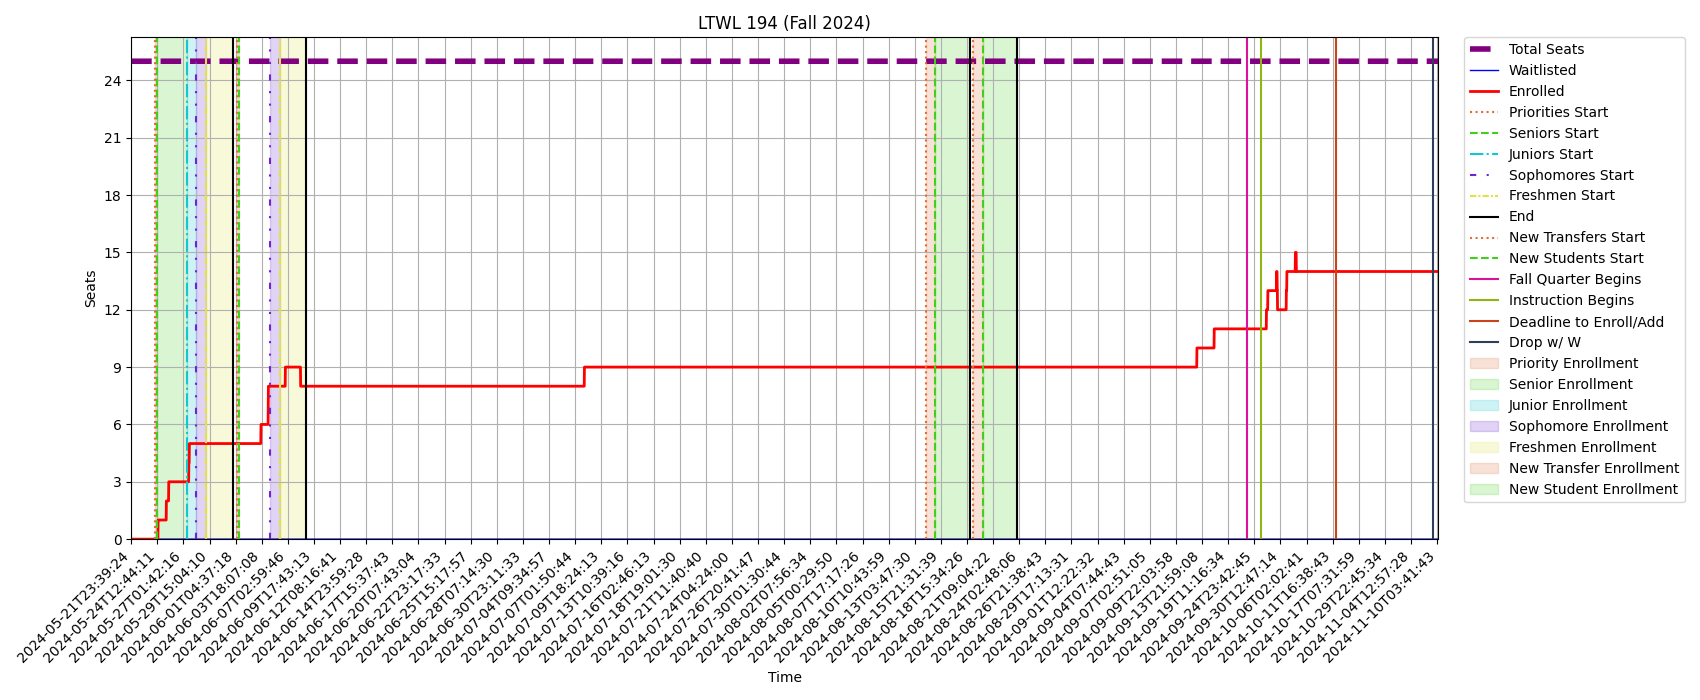 LTWL 194 (Fall 2024)
Seats
24
21
18
15
12
9
6
3
0
2024-05-21T23:39:24
2024-05-24T12:44:11
2024-05-27T01:42:16
2024-05-29T15:04:10
2024-06-01T04:37:18
2024-06-03T18:07:08
2024-06-07T02:59:46
2024-06-09T17:43:13
2024-06-12T08:16:41
2024-06-14T23:59:28
2024-06-17T15:37:43
2024-06-20T07:43:04
2024-06-22T23:17:33
2024-06-25T15:17:57
2024-06-28T07:14:30
2024-06-30T23:11:33
2024-07-04T09:34:57
2024-07-07T01:50:44
2024-07-09T18:24:13
2024-07-13T10:39:16
2024-07-16T02:46:13
2024-07-18T19:01:30
2024-07-21T11:40:40
2024-07-24T04:24:00
2024-07-26T20:41:47
2024-07-30T01:30:44
2024-08-02T07:56:34
2024-08-05T00:29:50
2024-08-07T17:17:26
2024-08-10T10:43:59
2024-08-13T03:47:30
2024-08-15T21:31:39
2024-08-18T15:34:26
2024-08-21T09:04:22
2024-08-24T02:48:06
2024-08-26T21:38:43
2024-08-29T17:13:31
2024-09-01T12:22:32
2024-09-04T07:44:43
2024-09-07T02:51:05
2024-09-09T22:03:58
2024-09-13T21:59:08
2024-09-19T11:16:34
2024-09-24T23:42:45
2024-09-30T12:47:14
2024-10-06T02:02:41
2024-10-11T16:38:43
2024-10-17T07:31:59
2024-10-29T22:45:34
2024-11-04T12:57:28
2024-11-10T03:41:43
Time
Total Seats
Waitlisted
Enrolled
Priorities Start
Seniors Start
Juniors Start
Sophomores Start
Freshmen Start
End
New Transfers Start
New Students Start
Fall Quarter Begins
Instruction Begins
Deadline to Enroll/Add
Drop w/ W
Priority Enrollment
Senior Enrollment
Junior Enrollment
Sophomore Enrollment
Freshmen Enrollment
New Transfer Enrollment
New Student Enrollment